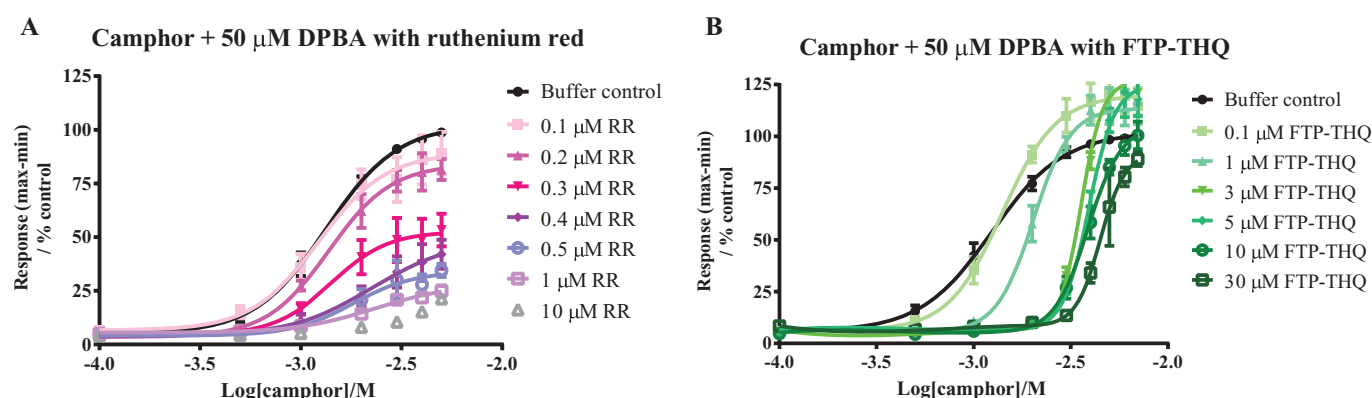 A
Camphor + 50 µM DPBA with ruthenium red
Response (max-min)
/ % control
125
100
75
50
25
0
-4.0
-3.5
-3.0
-2.5
-2.0
Log[camphor]/M
Buffer control
0.1 µM RR
0.2 µM RR
0.3 µM RR
0.4 µM RR
0.5 µM RR
1 µM RR
10 µM RR
B
Camphor + 50 µM DPBA with FTP-THQ
Response (max-min)
/ % control
125
100
75
50
25
0
-4.0
-3.5
-3.0
-2.5
-2.0
Log[camphor]/M
Buffer control
0.1 µM FTP-THQ
1 µM FTP-THQ
3 µM FTP-THQ
5 µM FTP-THQ
10 µM FTP-THQ
30 µM FTP-THQ